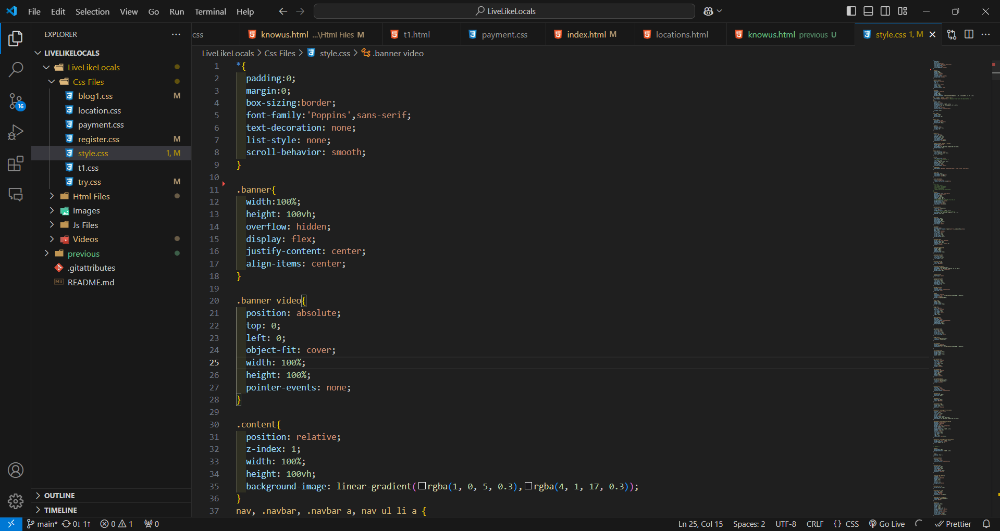 File Edit Selection View Go Run Terminal Help LiveLikeLocals
EXPLORER
css knowus.html ...\Html Files M t1.html payment.css index.html M locations.html knowus.html previous U style.css 1, M
LiveLikeLocals > Css Files > style.css > .banner video
LIVELIKELOCALS
LiveLikeLocals
Css Files
blog1.css M
location.css
payment.css
register.css M
style.css 1, M
t1.css
try.css M
Html Files
Images
Js Files
Videos
previous
.gitattributes
README.md
OUTLINE
TIMELINE
16
1 *{
2 padding:0;
3 margin:0;
4 box-sizing:border;
5 font-family:'Poppins',sans-serif;
6 text-decoration: none;
7 list-style: none;
8 scroll-behavior: smooth;
9 }
10
11 .banner{
12 width:100%;
13 height: 100vh;
14 overflow: hidden;
15 display: flex;
16 justify-content: center;
17 align-items: center;
18 }
19
20 .banner video{
21 position: absolute;
22 top: 0;
23 left: 0;
24 object-fit: cover;
25 width: 100%;
26 height: 100%;
27 pointer-events: none;
28 }
29
30 .content{
31 position: relative;
32 z-index: 1;
33 width: 100%;
34 height: 100vh;
35 background-image: linear-gradient(rgba(1, 0, 5, 0.3),rgba(4, 1, 17, 0.3));
36 }
37 nav, .navbar, .navbar a, nav ul li a {
main* 0↓ 1↑ 0 1 0 Ln 25, Col 15 Spaces: 2 UTF-8 CRLF {} CSS Go Live Prettier